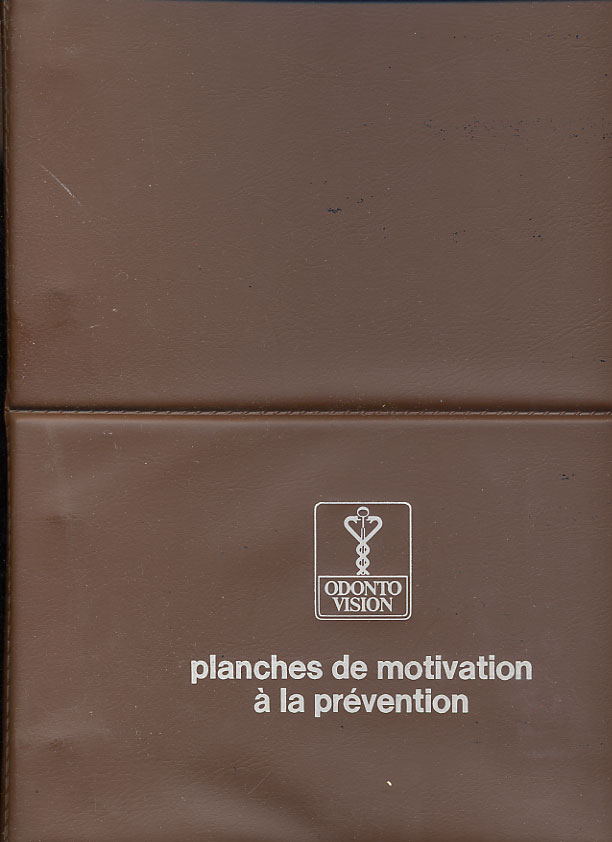 ODONTO
VISION
planches de motivation
à la prévention